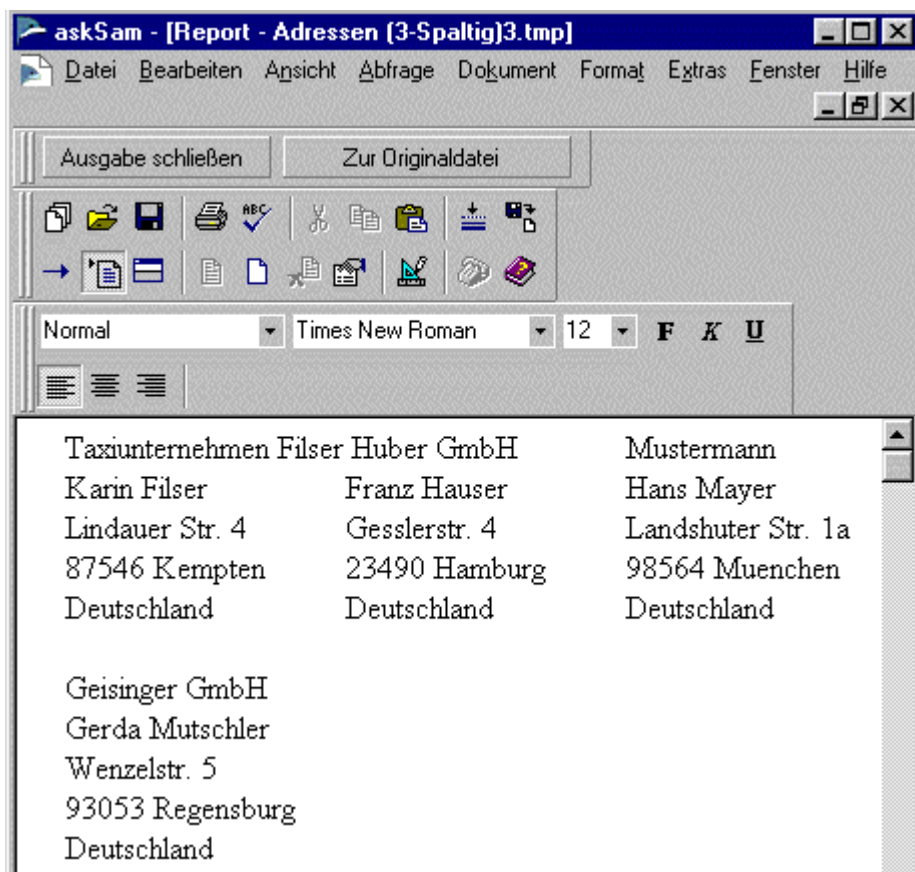 askSam - [Report - Adressen (3-Spaltig)3.tmp]
Datei Bearbeiten Ansicht Abfrage Dokument Format Extras Fenster Hilfe
Ausgabe schließen Zur Originaldatei
ABC
Normal Times New Roman 12 F K U
Taxiunternehmen Filser Huber GmbH Mustermann
Karin Filser Franz Hauser Hans Mayer
Lindauer Str. 4 Gesslerstr. 4 Landshuter Str. 1a
87546 Kempten 23490 Hamburg 98564 Muenchen
Deutschland Deutschland Deutschland
Geisinger GmbH
Gerda Mutschler
Wenzelstr. 5
93053 Regensburg
Deutschland